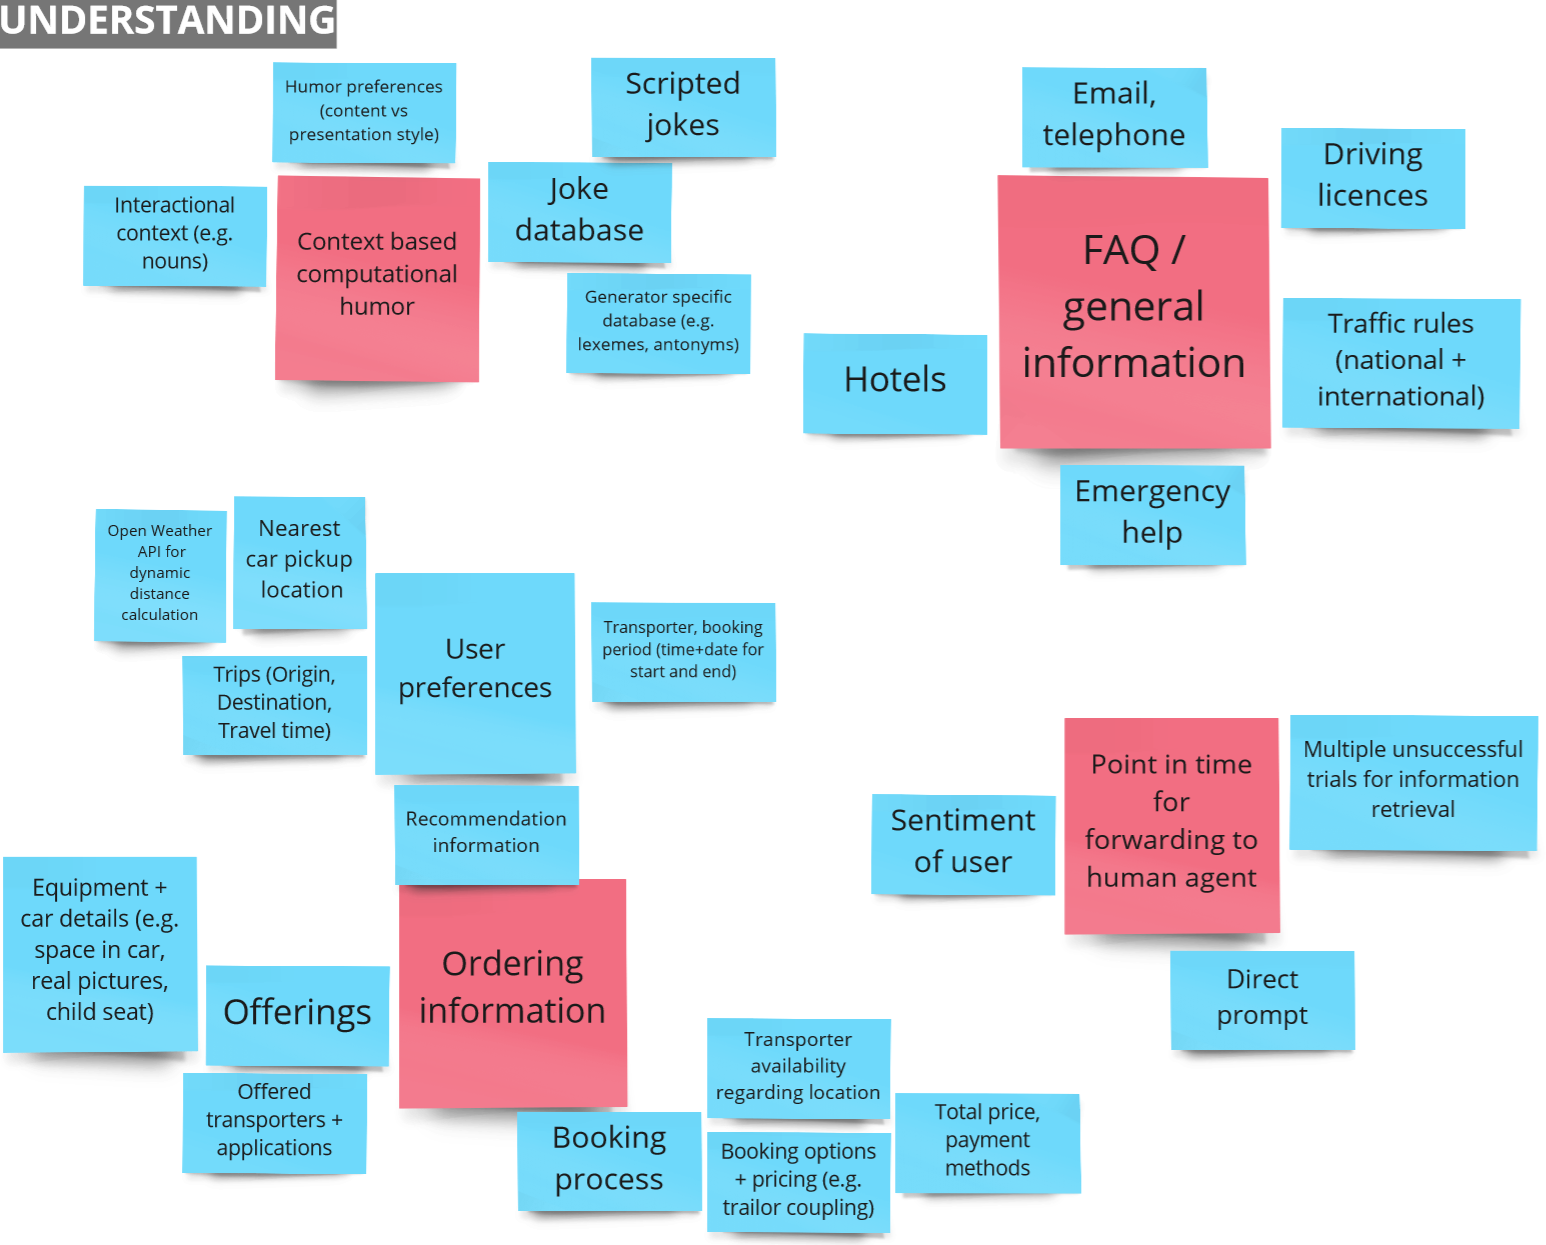 UNDERSTANDING
Humor preferences
(content vs
presentation style)
Scripted
jokes
Interactional
context (e.g.
nouns)
Context based
computational
humor
Joke
database
Generator specific
database (e.g.
lexemes, antonyms)
Email,
telephone
Driving
licences
FAQ /
general
information
Traffic rules
(national +
international)
Hotels
Emergency
help
Open Weather
API for
dynamic
distance
calculation
Nearest
car pickup
location
Trips (Origin,
Destination,
Travel time)
User
preferences
Transporter, booking
period (time+date for
start and end)
Recommendation
information
Equipment +
car details (e.g.
space in car,
real pictures,
child seat)
Offerings
Offered
transporters +
applications
Ordering
information
Booking
process
Transporter
availability
regarding location
Booking options
+ pricing (e.g.
trailor coupling)
Total price,
payment
methods
Sentiment
of user
Point in time
for
forwarding to
human agent
Multiple unsuccessful
trials for information
retrieval
Direct
prompt